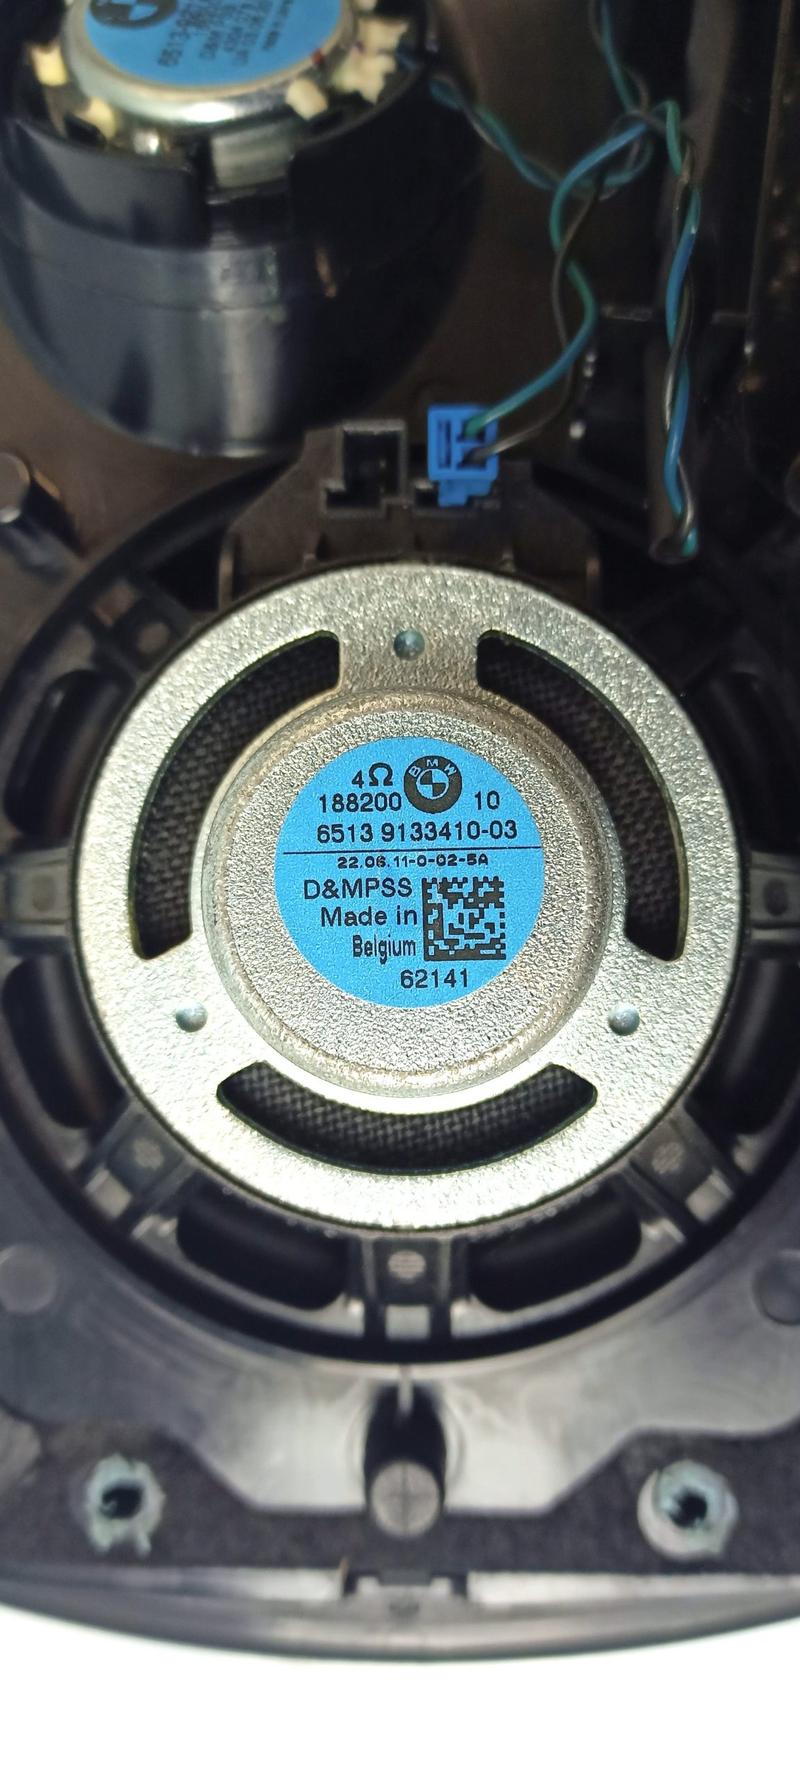 4Ω BMW
188200 10
6513 9133410-03
22.06.11-0-02-5A
D&MPSS
Made in
Belgium
62141